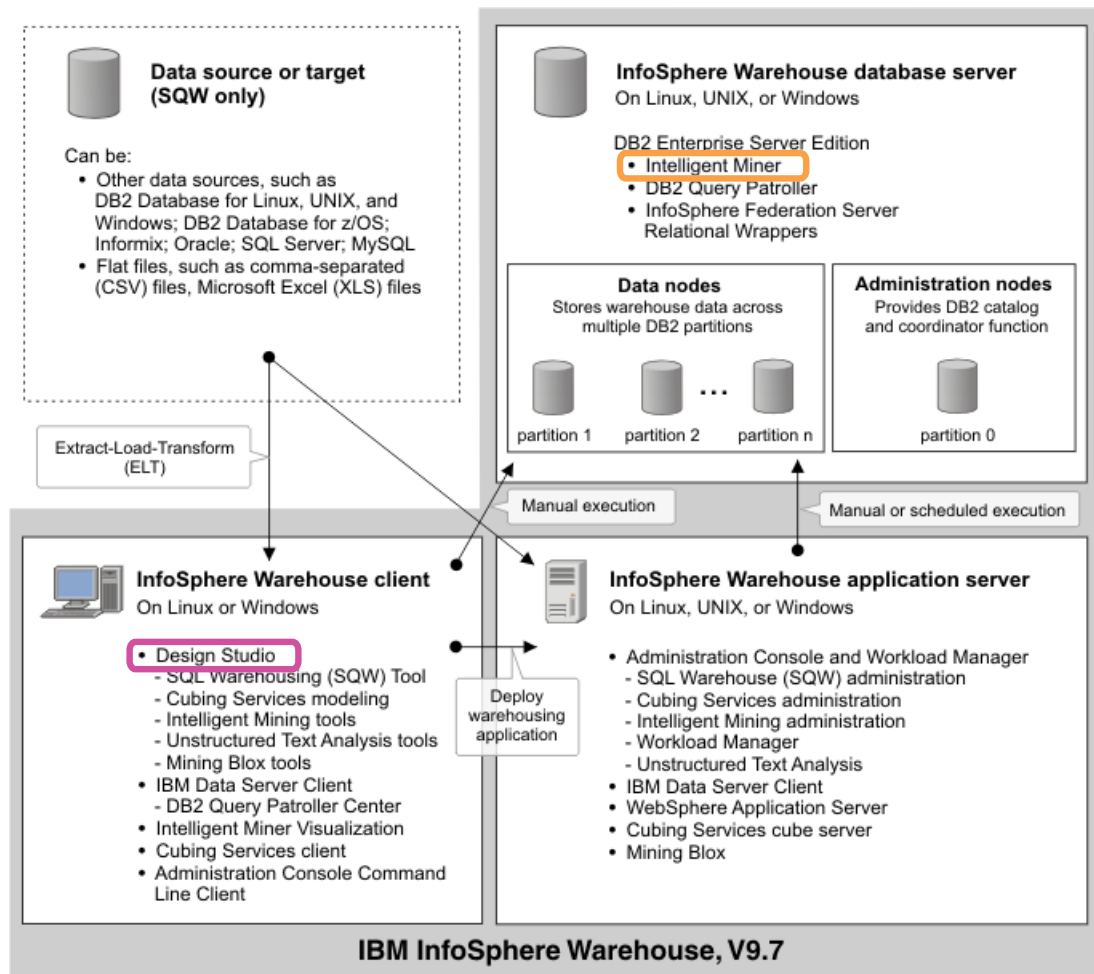 Data source or target
(SQW only)
Can be:
• Other data sources, such as
DB2 Database for Linux, UNIX, and
Windows; DB2 Database for z/OS;
Informix; Oracle; SQL Server; MySQL
• Flat files, such as comma-separated
(CSV) files, Microsoft Excel (XLS) files
InfoSphere Warehouse database server
On Linux, UNIX, or Windows
DB2 Enterprise Server Edition
• Intelligent Miner
• DB2 Query Patroller
• InfoSphere Federation Server
Relational Wrappers
Data nodes
Stores warehouse data across
multiple DB2 partitions
partition 1
partition 2
...
partition n
Administration nodes
Provides DB2 catalog
and coordinator function
partition 0
Extract-Load-Transform
(ELT)
Manual execution
Manual or scheduled execution
InfoSphere Warehouse client
On Linux or Windows
• Design Studio
- SQL Warehousing (SQW) Tool
- Cubing Services modeling
- Intelligent Mining tools
- Unstructured Text Analysis tools
- Mining Blox tools
• IBM Data Server Client
- DB2 Query Patroller Center
• Intelligent Miner Visualization
• Cubing Services client
• Administration Console Command
Line Client
Deploy
warehousing
application
InfoSphere Warehouse application server
On Linux, UNIX, or Windows
• Administration Console and Workload Manager
- SQL Warehouse (SQW) administration
- Cubing Services administration
- Intelligent Mining administration
- Workload Manager
- Unstructured Text Analysis
• IBM Data Server Client
• WebSphere Application Server
• Cubing Services cube server
• Mining Blox
IBM InfoSphere Warehouse, V9.7